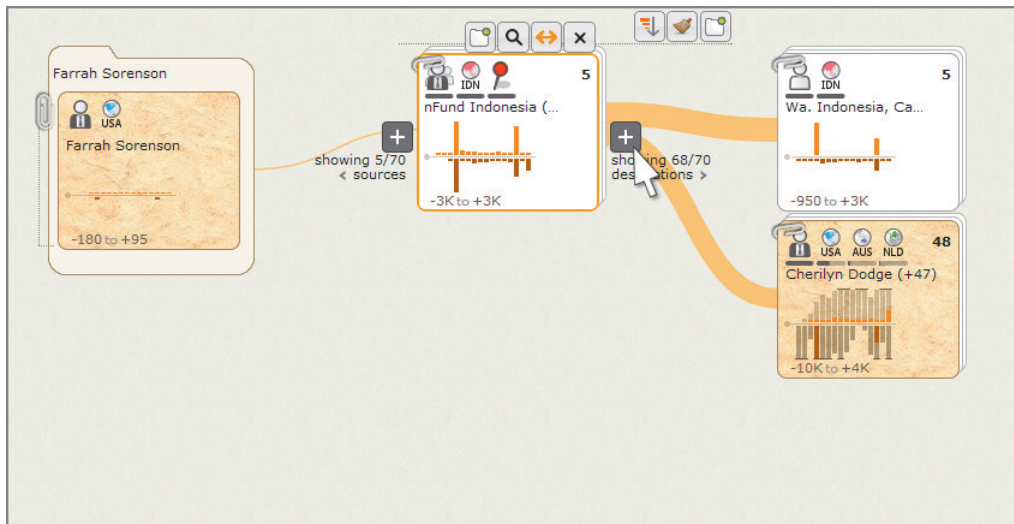 Farrah Sorenson
USA
Farrah Sorenson
-180 to +95
showing 5/70
< sources
IDN
5
nFund Indonesia (...
-3K to +3K
showing 68/70
destinations >
IDN
5
Wa. Indonesia, Ca...
-950 to +3K
USA AUS NLD
48
Cherilyn Dodge (+47)
-10K to +4K